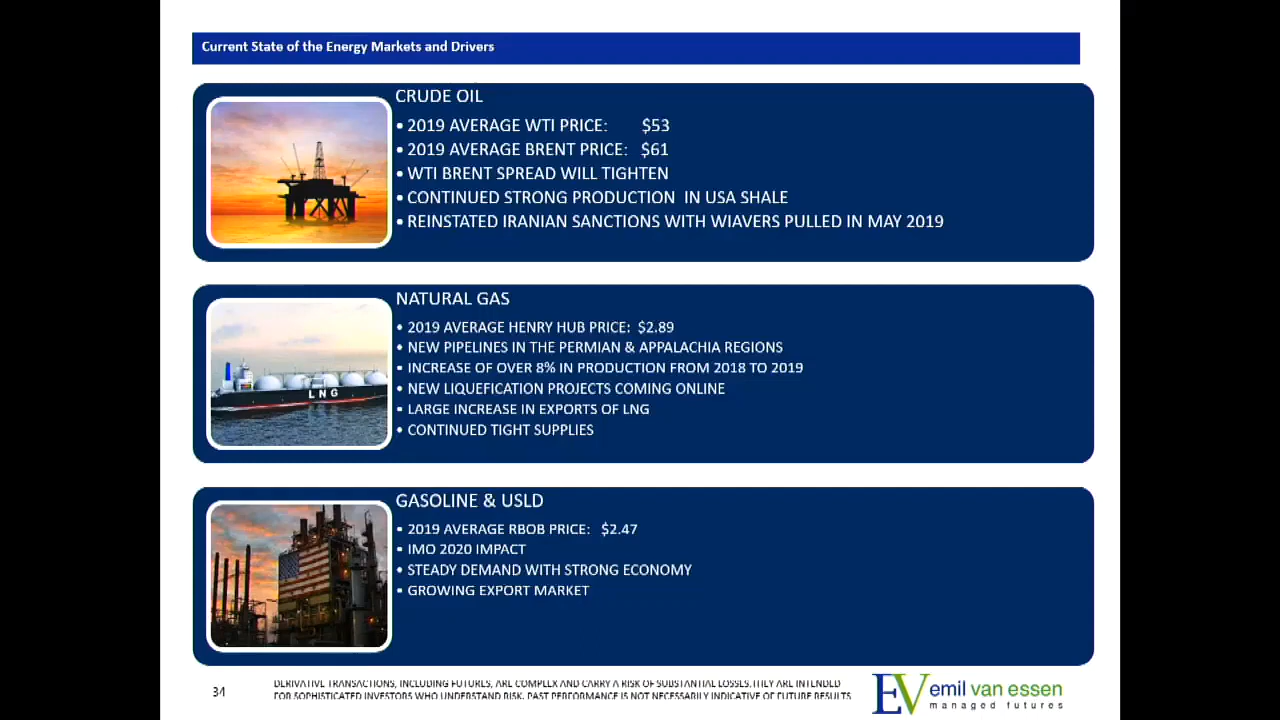 Current State of the Energy Markets and Drivers
CRUDE OIL
• 2019 AVERAGE WTI PRICE: $53
• 2019 AVERAGE BRENT PRICE: $61
• WTI BRENT SPREAD WILL TIGHTEN
• CONTINUED STRONG PRODUCTION IN USA SHALE
• REINSTATED IRANIAN SANCTIONS WITH WIAVERS PULLED IN MAY 2019
NATURAL GAS
• 2019 AVERAGE HENRY HUB PRICE: $2.89
• NEW PIPELINES IN THE PERMIAN & APPALACHIA REGIONS
• INCREASE OF OVER 8% IN PRODUCTION FROM 2018 TO 2019
• NEW LIQUEFICATION PROJECTS COMING ONLINE
• LARGE INCREASE IN EXPORTS OF LNG
• CONTINUED TIGHT SUPPLIES
LNG
GASOLINE & USLD
• 2019 AVERAGE RBOB PRICE: $2.47
• IMO 2020 IMPACT
• STEADY DEMAND WITH STRONG ECONOMY
• GROWING EXPORT MARKET
34
DERIVATIVE TRANSACTIONS, INCLUDING FUTURES, ARE COMPLEX AND CARRY A RISK OF SUBSTANTIAL LOSSES.THEY ARE INTENDED
FOR SOPHISTICATED INVESTORS WHO UNDERSTAND RISK. PAST PERFORMANCE IS NOT NECESSARILY INDICATIVE OF FUTURE RESULTS
EV emil van essen
managed futures